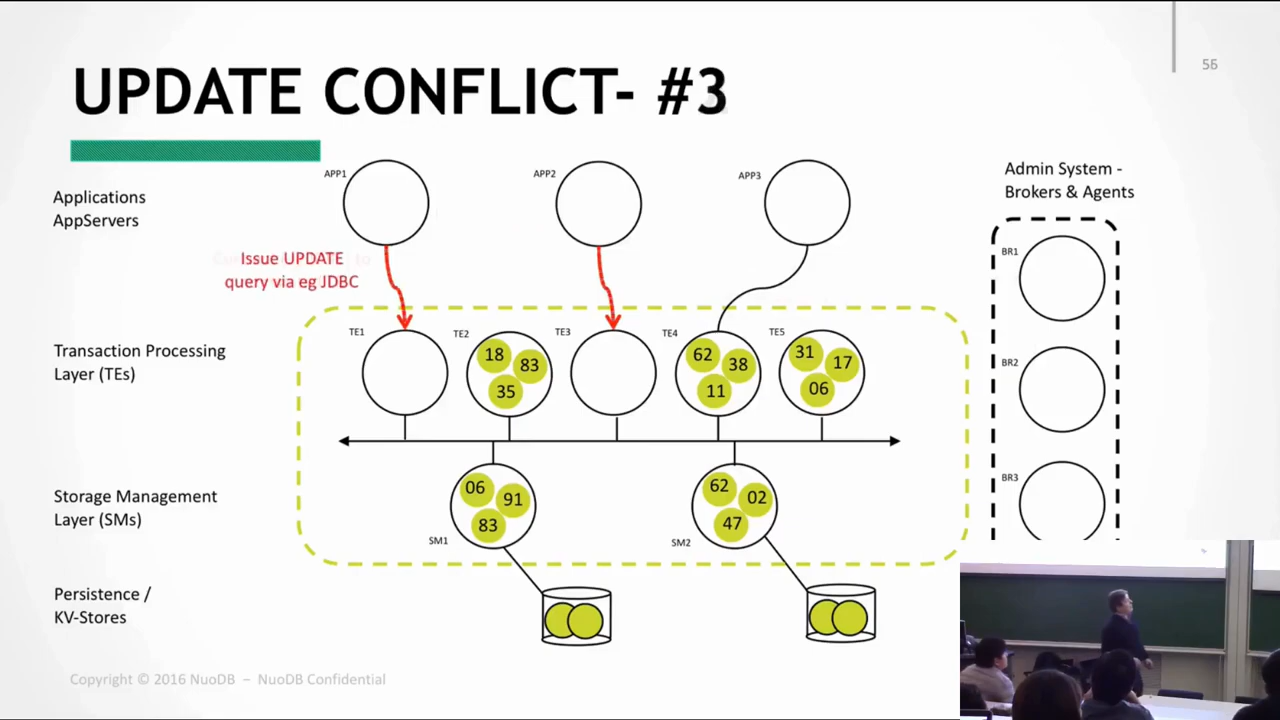 56
UPDATE CONFLICT- #3
Applications
AppServers
APP1
APP2
APP3
Admin System -
Brokers & Agents
Issue UPDATE
query via eg JDBC
BR1
BR2
BR3
Transaction Processing
Layer (TEs)
TE1
TE2
18
83
35
TE3
TE4
62
38
11
TE5
31
17
06
Storage Management
Layer (SMs)
SM1
06
91
83
SM2
62
02
47
Persistence /
KV-Stores
Copyright © 2016 NuoDB – NuoDB Confidential